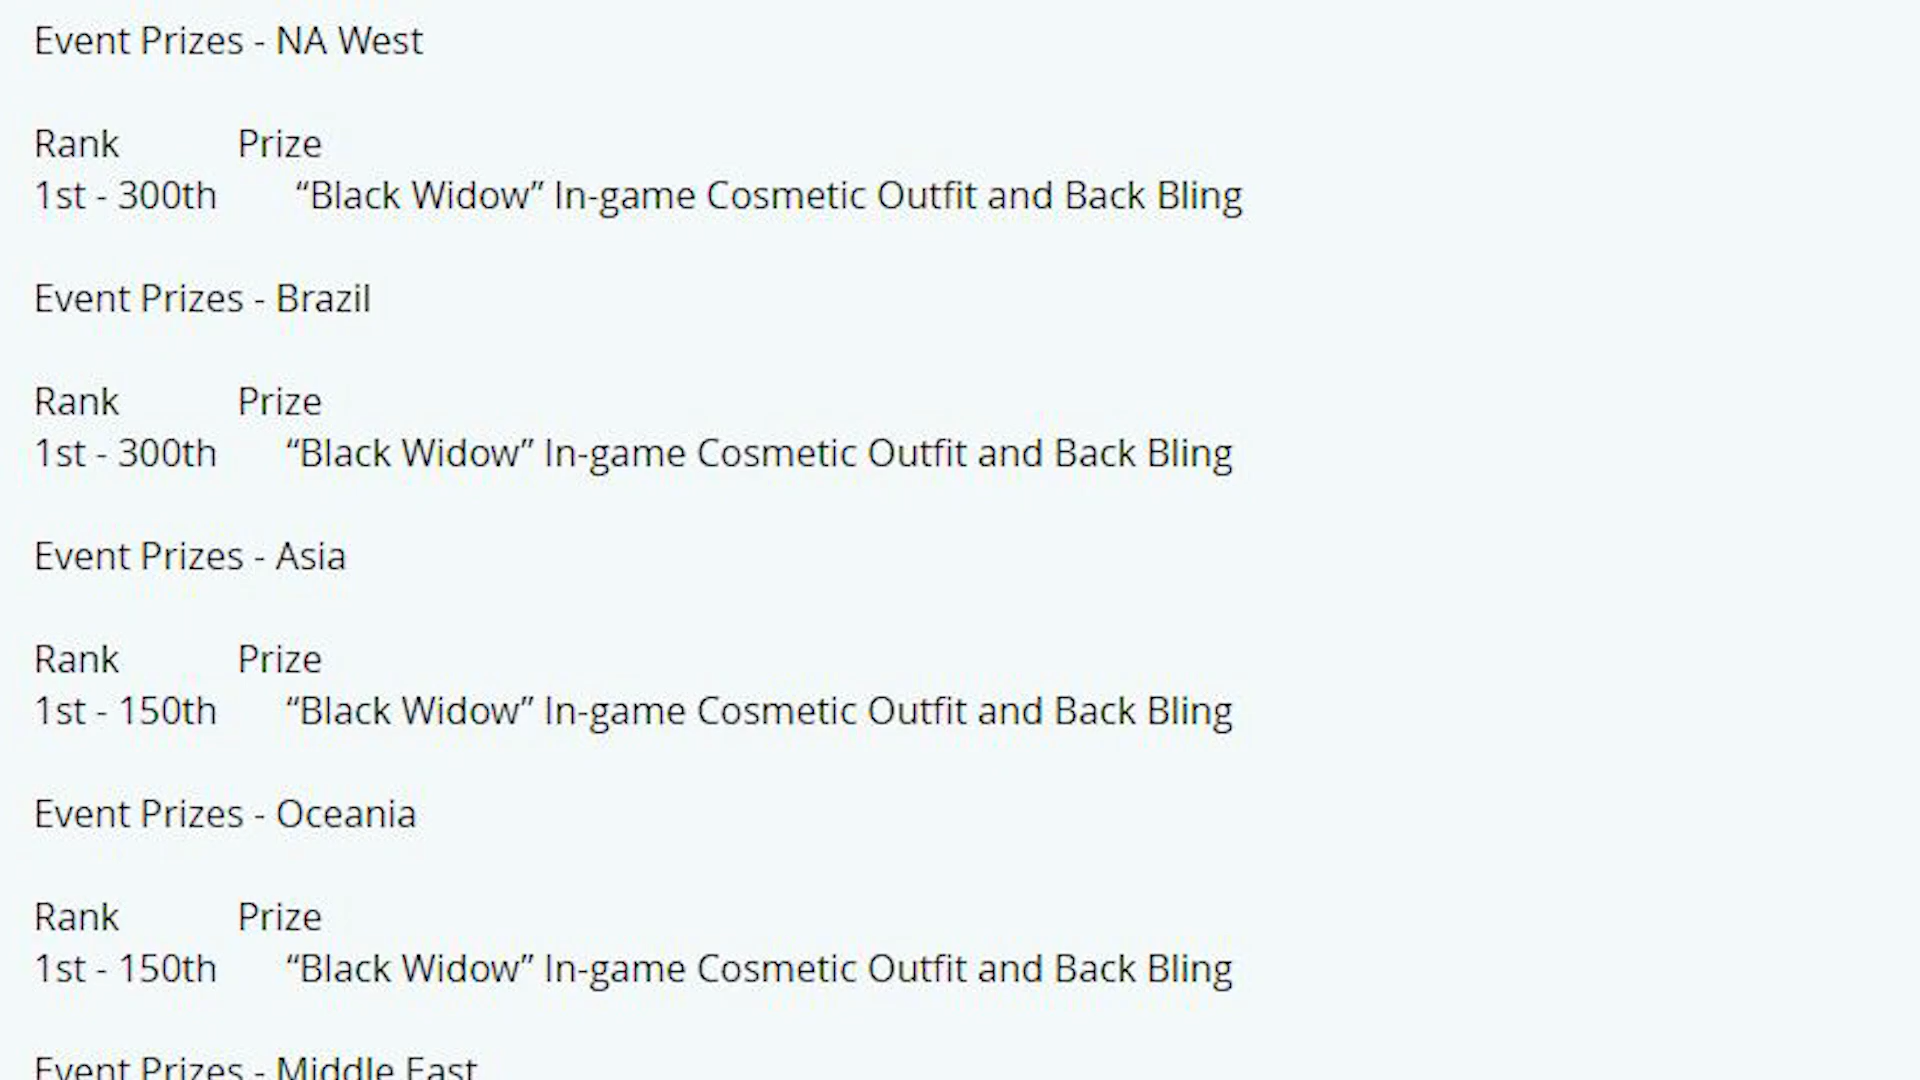 Event Prizes - NA West
Rank Prize
1st - 300th “Black Widow” In-game Cosmetic Outfit and Back Bling
Event Prizes - Brazil
Rank Prize
1st - 300th “Black Widow” In-game Cosmetic Outfit and Back Bling
Event Prizes - Asia
Rank Prize
1st - 150th “Black Widow” In-game Cosmetic Outfit and Back Bling
Event Prizes - Oceania
Rank Prize
1st - 150th “Black Widow” In-game Cosmetic Outfit and Back Bling
Event Prizes - Middle East